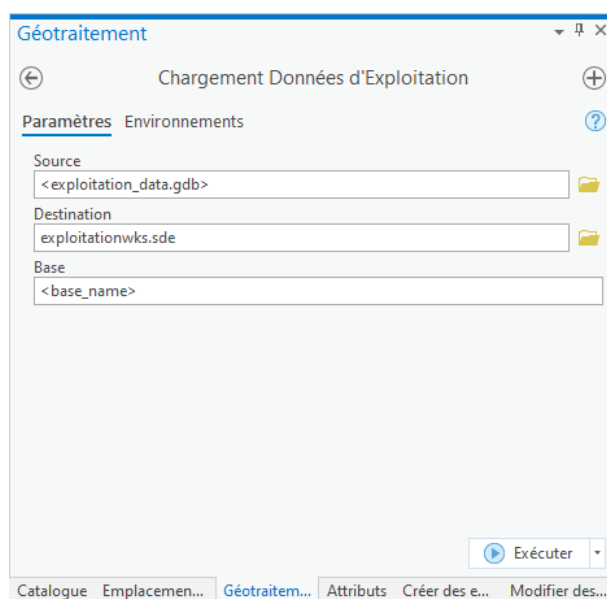 Géotraitement
Chargement Données d'Exploitation
Paramètres Environnements
Source
<exploitation_data.gdb>
Destination
exploitationwks.sde
Base
<base_name>
Exécuter
Catalogue Emplacemen... Géotraitem... Attributs Créer des e... Modifier des...